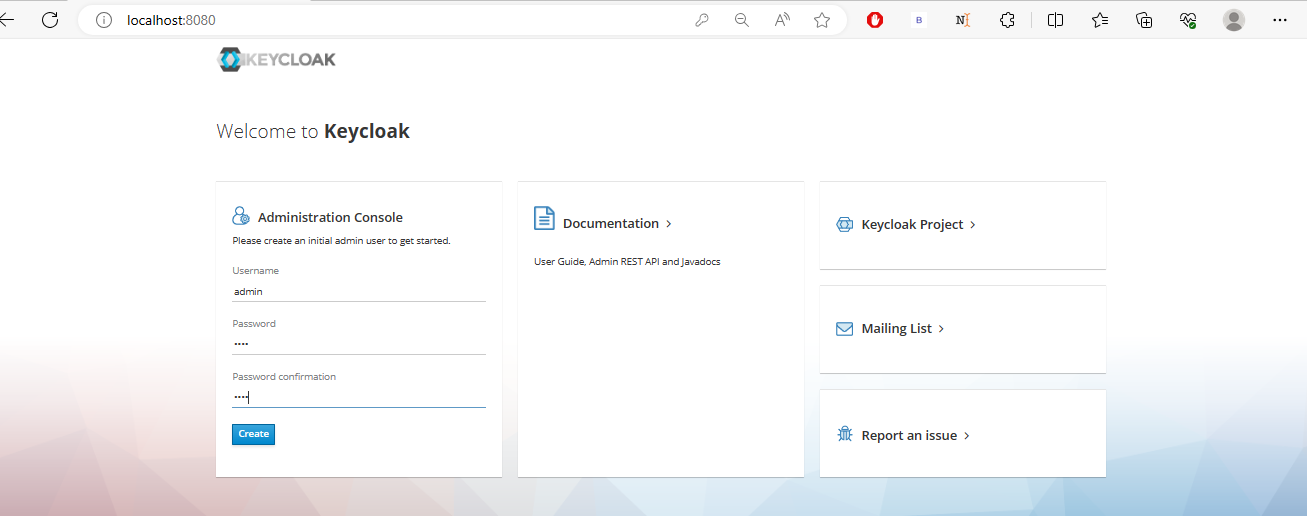 localhost:8080
KEYCLOAK
Welcome to Keycloak
Administration Console
Please create an initial admin user to get started.
Username
admin
Password
••••
Password confirmation
••••
Create
Documentation >
User Guide, Admin REST API and Javadocs
Keycloak Project >
Mailing List >
Report an issue >